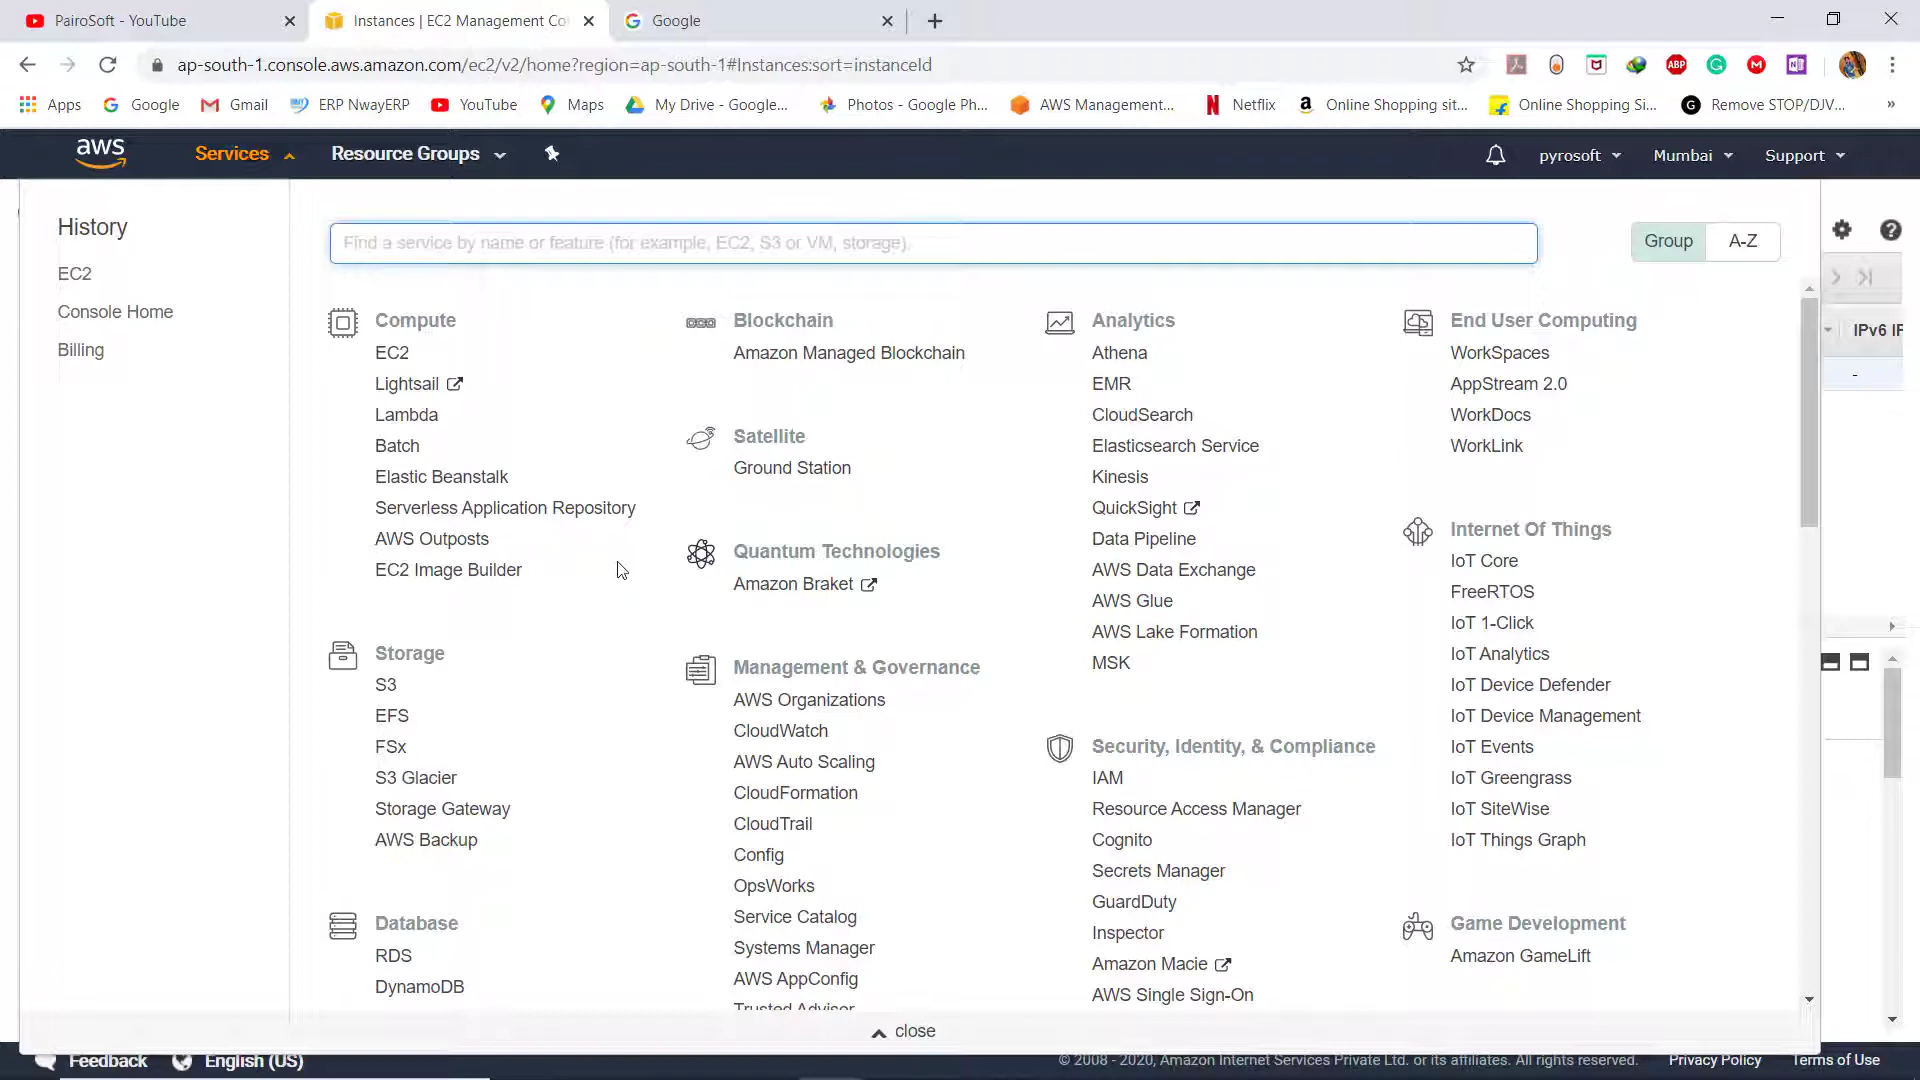 PairoSoft - YouTube
Instances | EC2 Management Co
Google
ap-south-1.console.aws.amazon.com/ec2/v2/home?region=ap-south-1#Instances:sort=instanceId
ABP
Apps
Google
Gmail
ERP NwayERP
YouTube
Maps
My Drive - Google...
Photos - Google Ph...
AWS Management...
Netflix
Online Shopping sit...
Online Shopping Si...
Remove STOP/DJV...
aws
Services
Resource Groups
pyrosoft
Mumbai
Support
History
EC2
Console Home
Billing
Find a service by name or feature (for example, EC2, S3 or VM, storage).
Group
A-Z
IPv6 IF
-
Compute
EC2
Lightsail
Lambda
Batch
Elastic Beanstalk
Serverless Application Repository
AWS Outposts
EC2 Image Builder
Storage
S3
EFS
FSx
S3 Glacier
Storage Gateway
AWS Backup
Database
RDS
DynamoDB
Blockchain
Amazon Managed Blockchain
Satellite
Ground Station
Quantum Technologies
Amazon Braket
Management & Governance
AWS Organizations
CloudWatch
AWS Auto Scaling
CloudFormation
CloudTrail
Config
OpsWorks
Service Catalog
Systems Manager
AWS AppConfig
Trusted Advisor
Analytics
Athena
EMR
CloudSearch
Elasticsearch Service
Kinesis
QuickSight
Data Pipeline
AWS Data Exchange
AWS Glue
AWS Lake Formation
MSK
Security, Identity, & Compliance
IAM
Resource Access Manager
Cognito
Secrets Manager
GuardDuty
Inspector
Amazon Macie
AWS Single Sign-On
End User Computing
WorkSpaces
AppStream 2.0
WorkDocs
WorkLink
Internet Of Things
IoT Core
FreeRTOS
IoT 1-Click
IoT Analytics
IoT Device Defender
IoT Device Management
IoT Events
IoT Greengrass
IoT SiteWise
IoT Things Graph
Game Development
Amazon GameLift
close
Feedback
English (US)
© 2008 - 2020, Amazon Internet Services Private Ltd. or its affiliates. All rights reserved.
Privacy Policy
Terms of Use